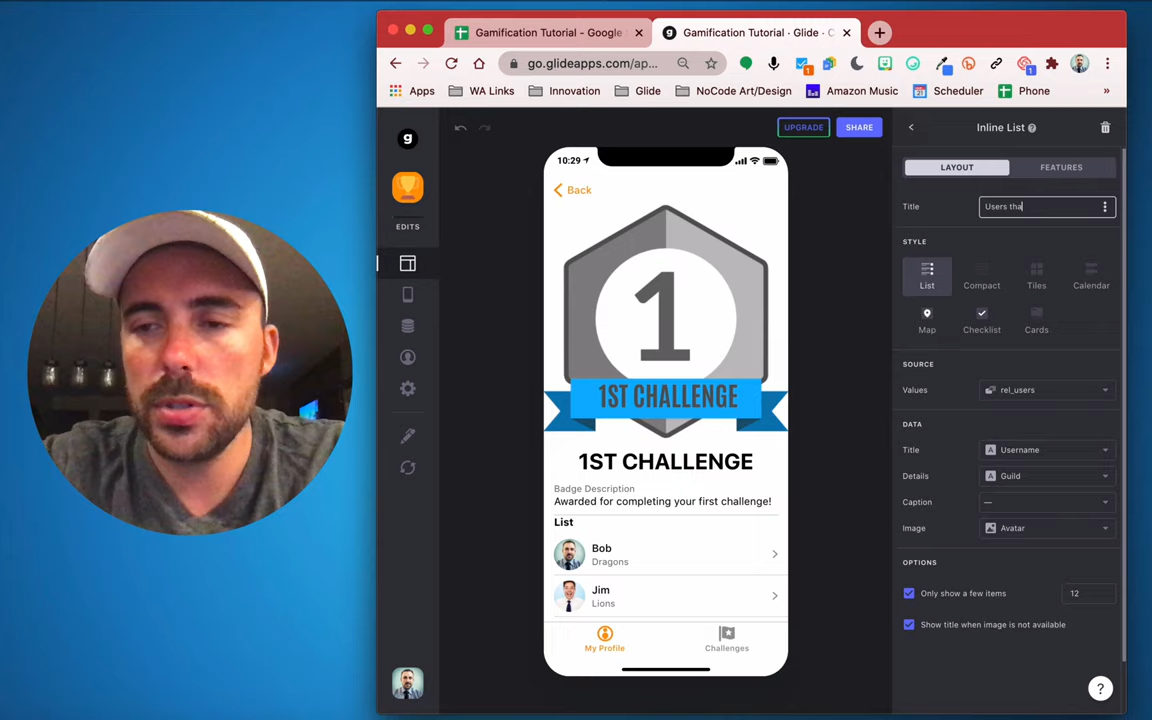 Gamification Tutorial - Google
Gamification Tutorial · Glide · C
go.glideapps.com/ap...
1
1
Apps
WA Links
Innovation
Glide
NoCode Art/Design
Amazon Music
Scheduler
Phone
»
g
EDITS
UPGRADE
SHARE
10:29
Back
1
1ST CHALLENGE
1ST CHALLENGE
Badge Description
Awarded for completing your first challenge!
List
Bob
Dragons
Jim
Lions
My Profile
Challenges
Inline List
LAYOUT
FEATURES
Title
Users tha
STYLE
List
Compact
Tiles
Calendar
Map
Checklist
Cards
SOURCE
Values
rel_users
DATA
Title
A Username
Details
A Guild
Caption
—
Image
Avatar
OPTIONS
Only show a few items
12
Show title when image is not available
?